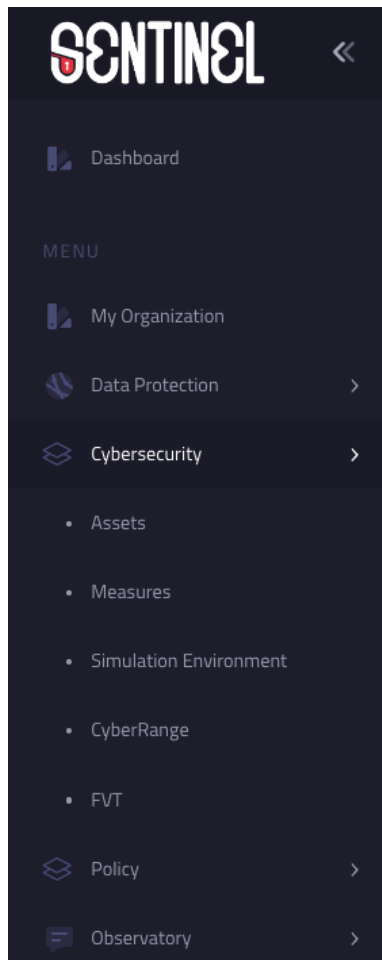 SENTINEL
Dashboard
MENU
My Organization
Data Protection
Cybersecurity
Assets
Measures
Simulation Environment
CyberRange
FVT
Policy
Observatory